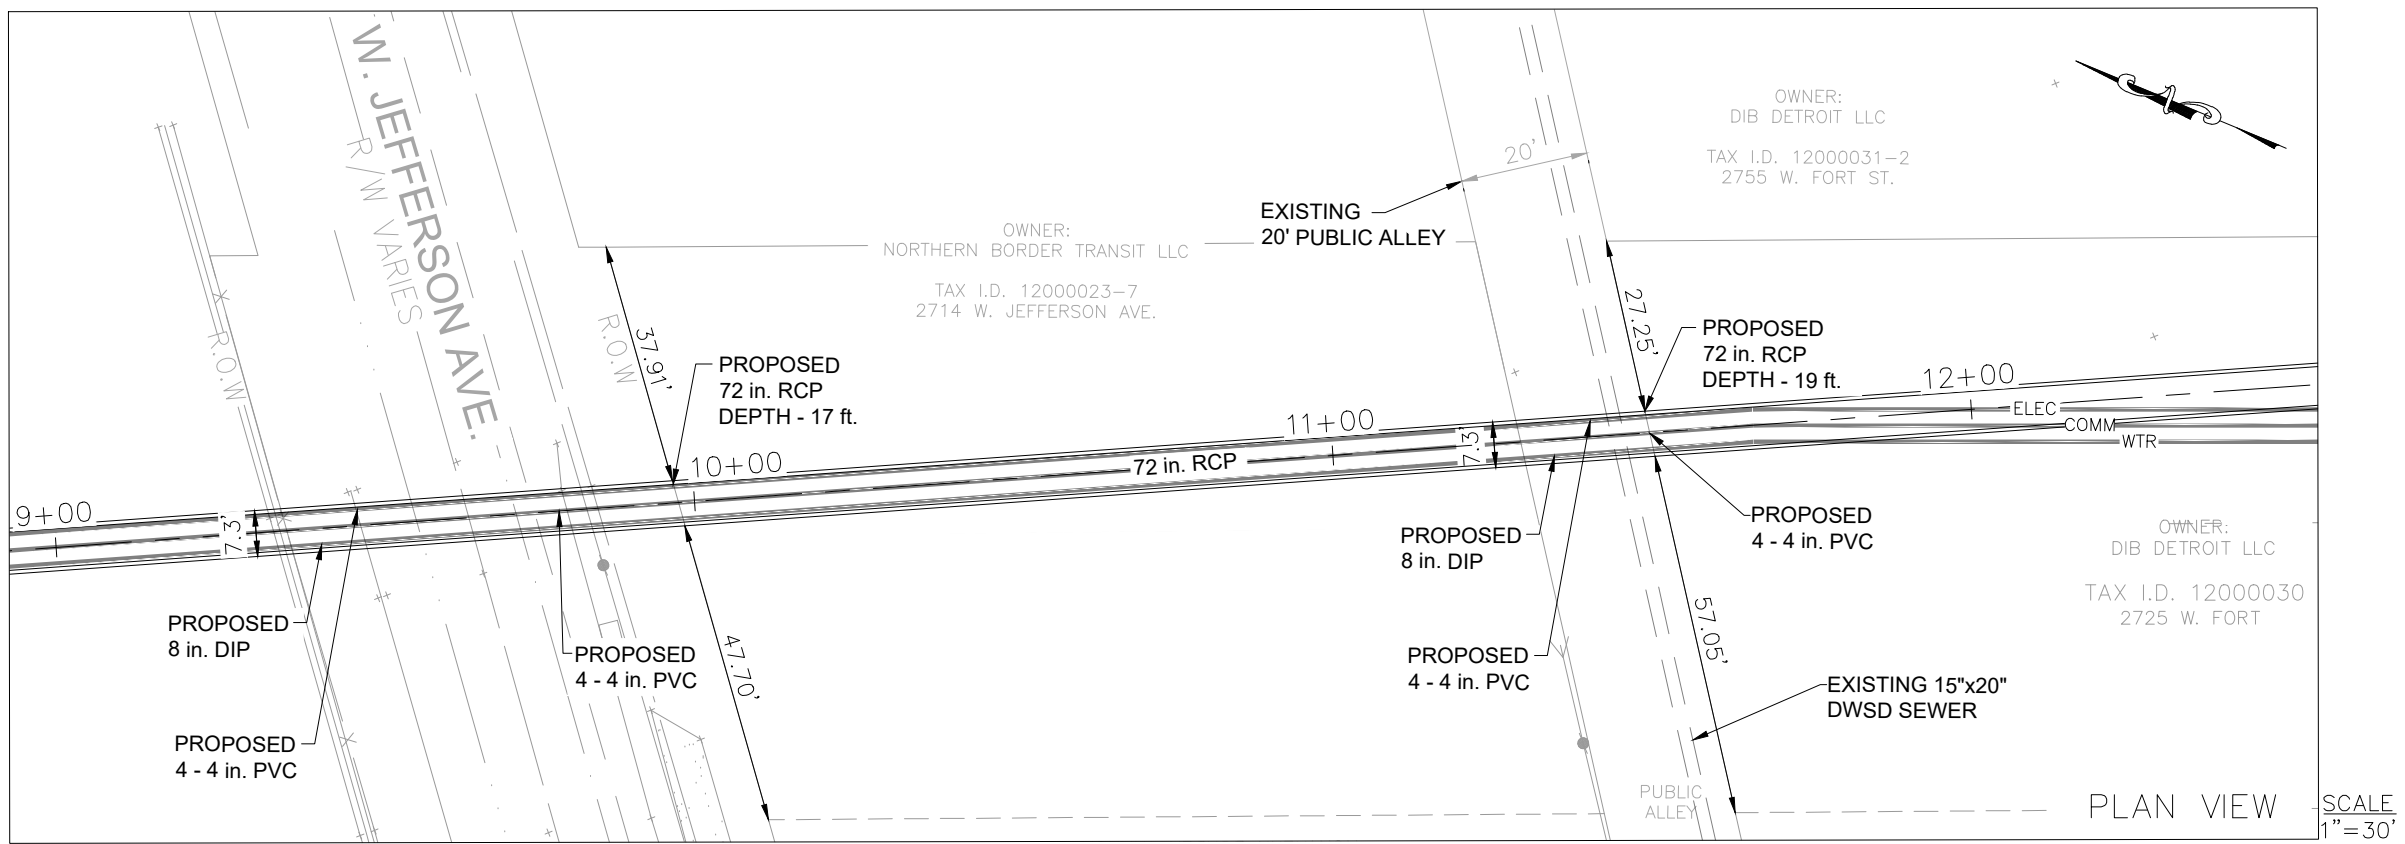 W. JEFFERSON AVE.
R/W VARIES
R.O.W
R.O.W
OWNER:
NORTHERN BORDER TRANSIT LLC
TAX I.D. 12000023-7
2714 W. JEFFERSON AVE.
EXISTING
20' PUBLIC ALLEY
20'
OWNER:
DIB DETROIT LLC
TAX I.D. 12000031-2
2755 W. FORT ST.
37.91'
PROPOSED
72 in. RCP
DEPTH - 17 ft.
27.25'
PROPOSED
72 in. RCP
DEPTH - 19 ft.
9+00
10+00
11+00
12+00
7.3'
72 in. RCP
7.3'
ELEC
COMM
WTR
PROPOSED
8 in. DIP
PROPOSED
4 - 4 in. PVC
PROPOSED
4 - 4 in. PVC
47.70'
PROPOSED
8 in. DIP
PROPOSED
4 - 4 in. PVC
PROPOSED
4 - 4 in. PVC
57.05'
EXISTING 15"x20"
DWSD SEWER
OWNER:
DIB DETROIT LLC
TAX I.D. 12000030
2725 W. FORT
PUBLIC
ALLEY
PLAN VIEW
SCALE
1"=30'